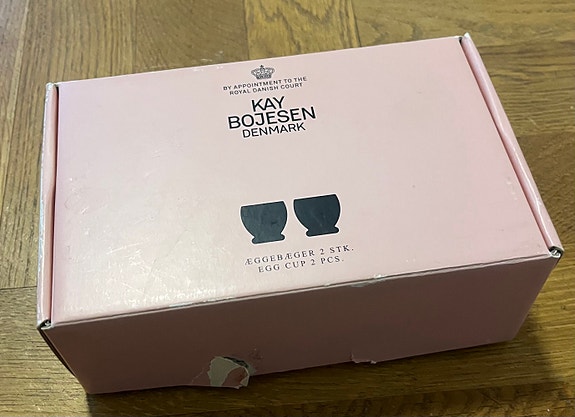 BY APPOINTMENT TO THE
ROYAL DANISH COURT
KAY
BOJESEN
DENMARK
ÆGGEBÆGER 2 STK.
EGG CUP 2 PCS.